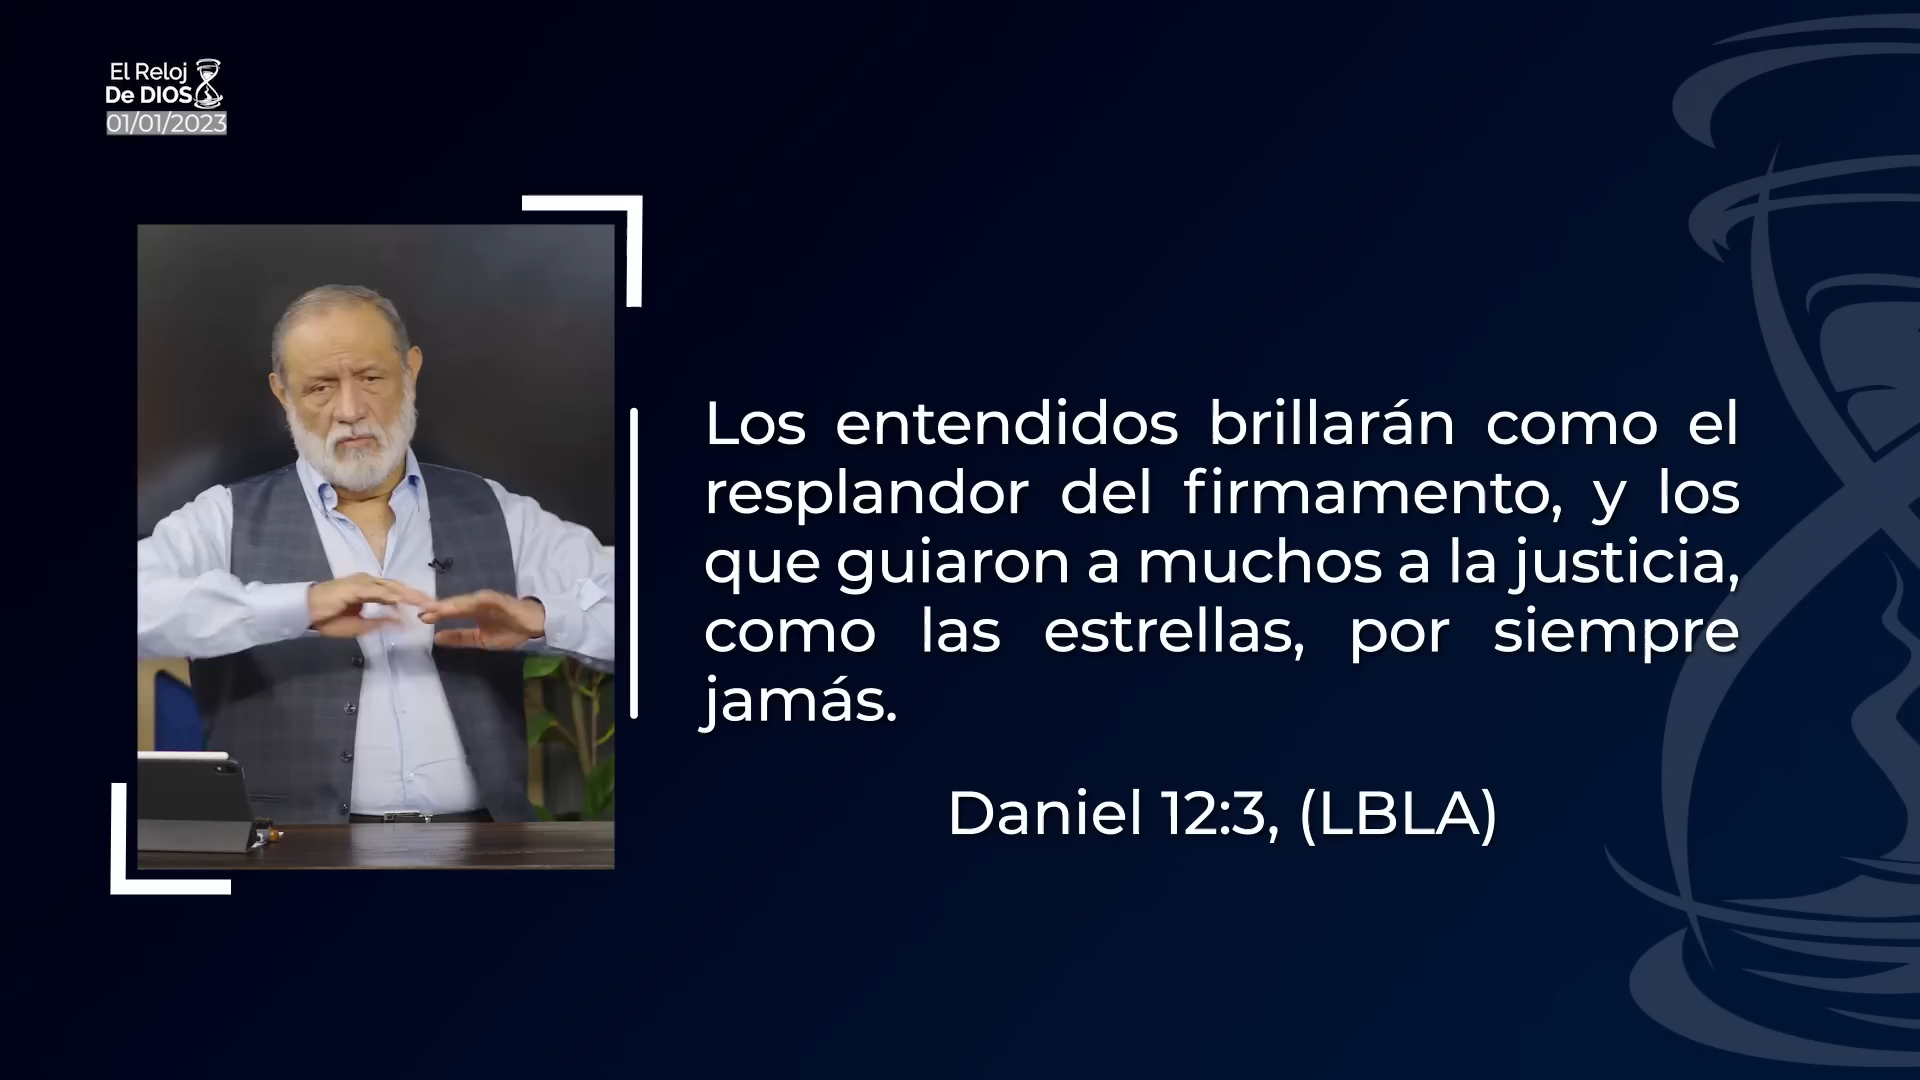 El Reloj
De DIOS
01/01/2023
Los entendidos brillarán como el
resplandor del firmamento, y los
que guiaron a muchos a la justicia,
como las estrellas, por siempre
jamás.
Daniel 12:3, (LBLA)